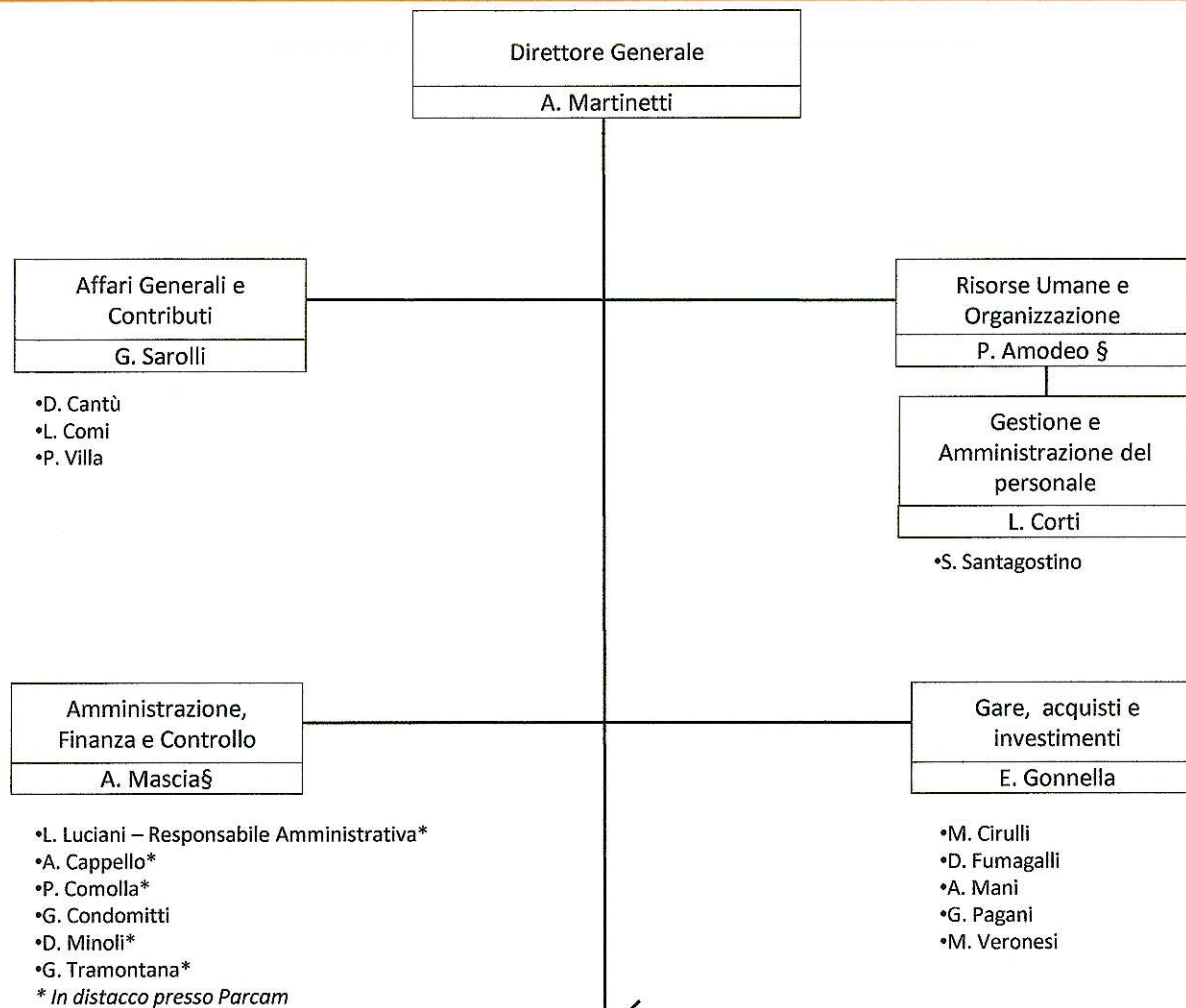 Direttore Generale
A. Martinetti
Affari Generali e
Contributi
G. Sarolli
•D. Cantù
•L. Comi
•P. Villa
Risorse Umane e
Organizzazione
P. Amodeo §
Gestione e
Amministrazione del
personale
L. Corti
•S. Santagostino
Amministrazione,
Finanza e Controllo
A. Mascia§
•L. Luciani – Responsabile Amministrativa*
•A. Cappello*
•P. Comolla*
•G. Condomitti
•D. Minoli*
•G. Tramontana*
* In distacco presso Parcam
Gare, acquisti e
investimenti
E. Gonnella
•M. Cirulli
•D. Fumagalli
•A. Mani
•G. Pagani
•M. Veronesi